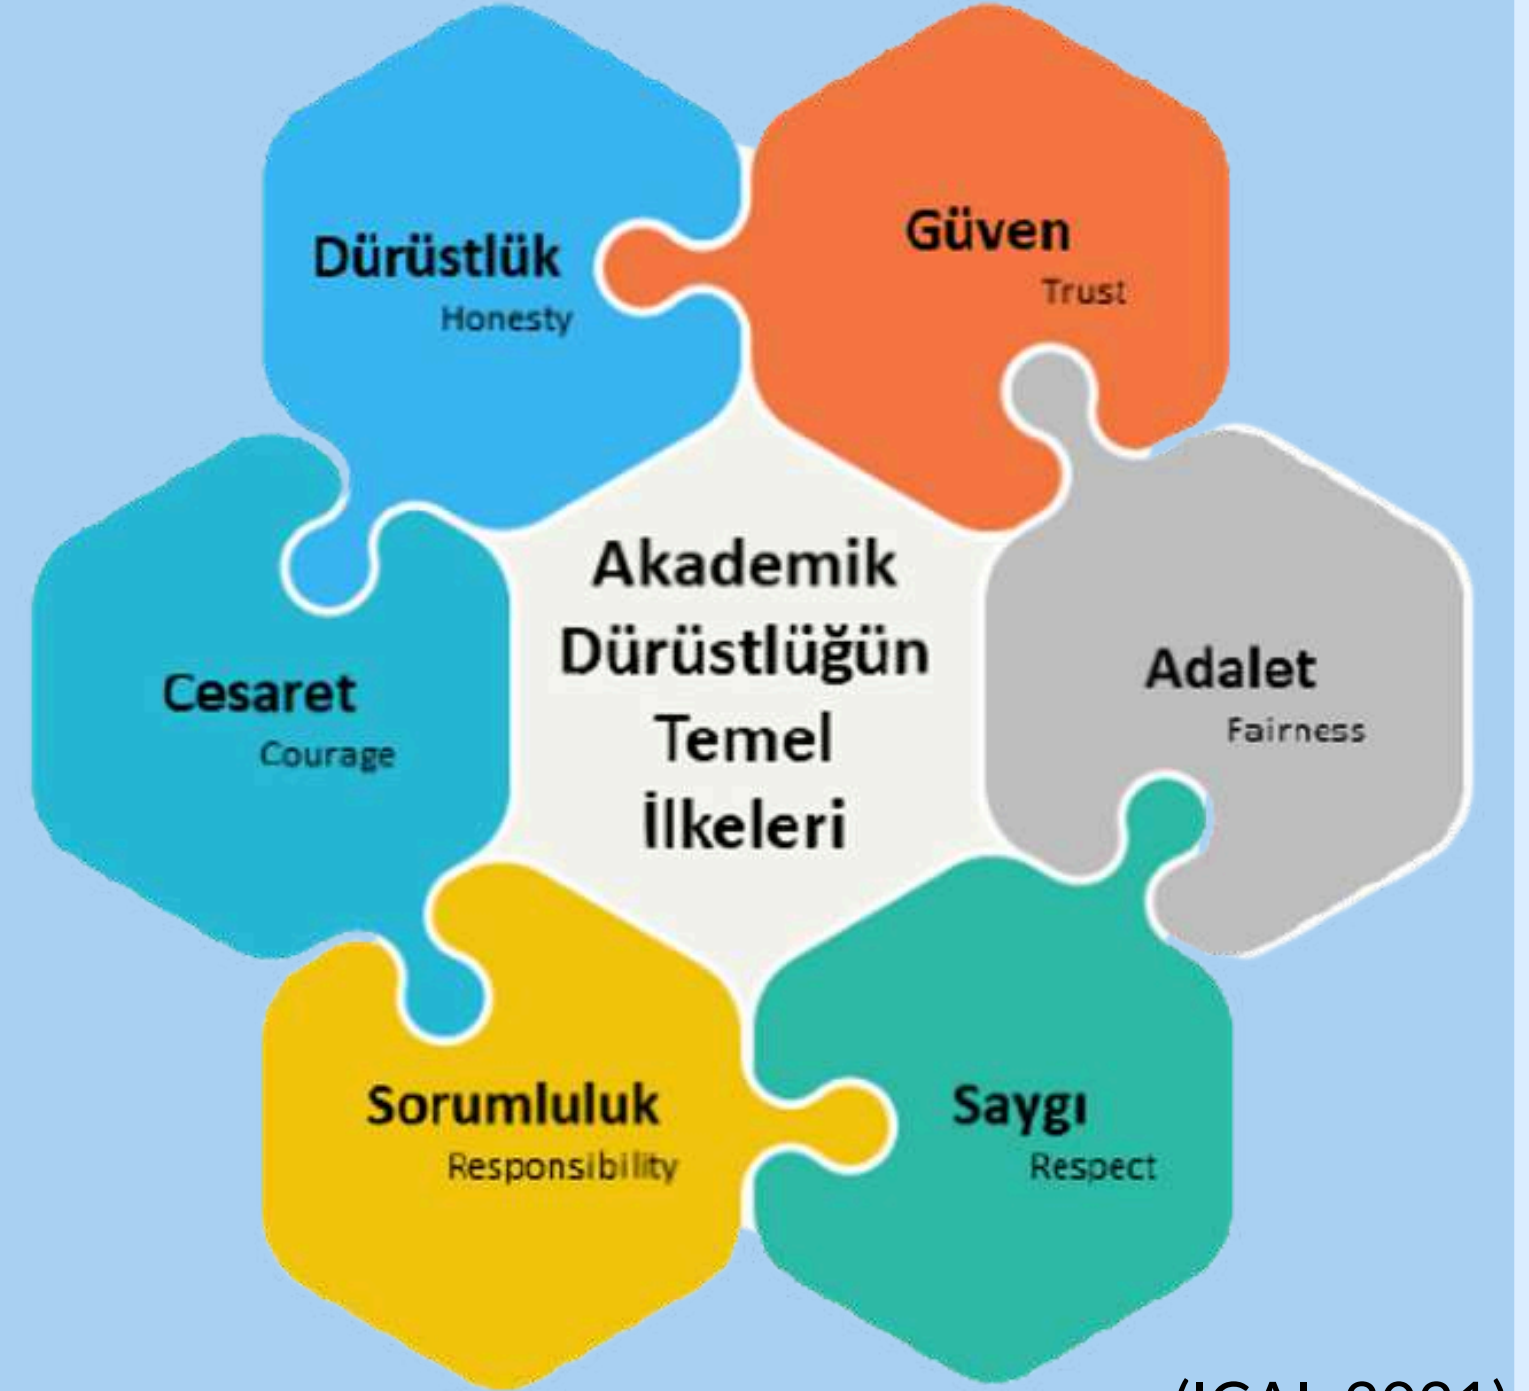 Dürüstlük
Honesty
Güven
Trust
Akademik
Dürüstlüğün
Temel
İlkeleri
Cesaret
Courage
Adalet
Fairness
Sorumluluk
Responsibility
Saygı
Respect